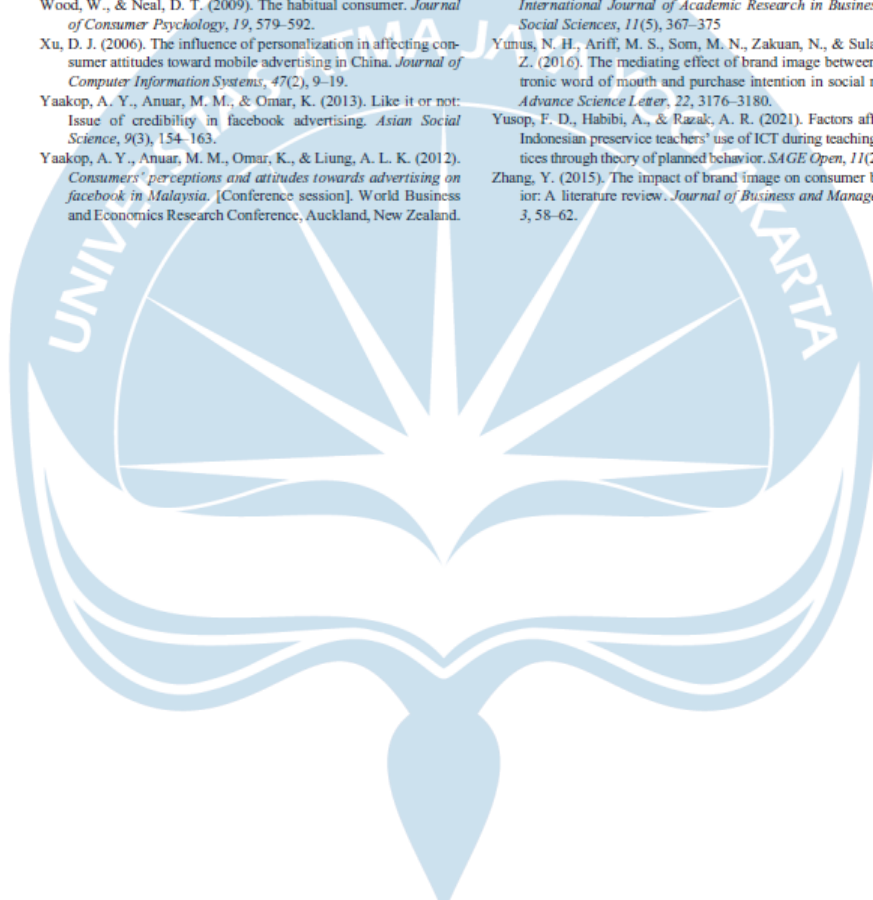 Wood, W., & Neal, D. T. (2009). The habitual consumer. Journal
of Consumer Psychology, 19, 579–592.
Xu, D. J. (2006). The influence of personalization in affecting con-
sumer attitudes toward mobile advertising in China. Journal of
Computer Information Systems, 47(2), 9–19.
Yaakop, A. Y., Anuar, M. M., & Omar, K. (2013). Like it or not:
Issue of credibility in facebook advertising. Asian Social
Science, 9(3), 154–163.
Yaakop, A. Y., Anuar, M. M., Omar, K., & Liung, A. L. K. (2012).
Consumers' perceptions and attitudes towards advertising on
facebook in Malaysia. [Conference session]. World Business
and Economics Research Conference, Auckland, New Zealand.
International Journal of Academic Research in Busines
Social Sciences, 11(5), 367–375
Yunus, N. H., Ariff, M. S., Som, M. N., Zakuan, N., & Sula
Z. (2016). The mediating effect of brand image between
tronic word of mouth and purchase intention in social
Advance Science Letter, 22, 3176–3180.
Yusop, F. D., Habibi, A., & Razak, A. R. (2021). Factors aff
Indonesian preservice teachers' use of ICT during teaching
tices through theory of planned behavior. SAGE Open, 11(2
Zhang, Y. (2015). The impact of brand image on consumer b
ior: A literature review. Journal of Business and Manage
3, 58–62.
UNIVERSITAS ATMA JAYA YOGYAKARTA